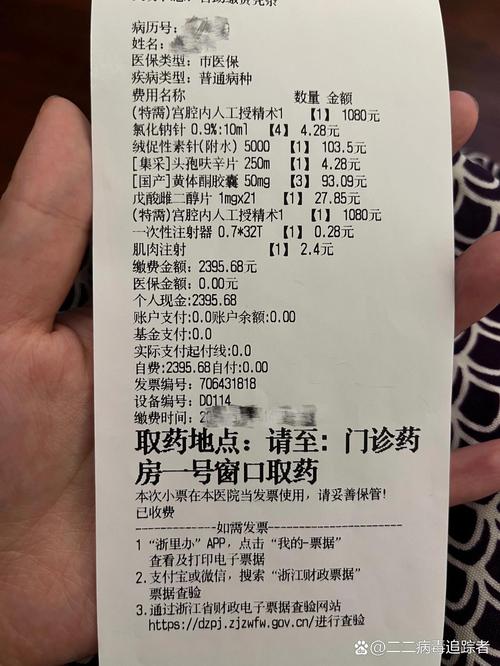 病历号:
姓名:
医保类型: 市医保
疾病类型: 普通病种
费用名称 数量 金额
(特需)宫腔内人工授精术1 【1】 1080元
氯化钠针 0.9%:10ml 【4】 4.28元
绒促性素针(附水) 5000 【1】 103.5元
[集采]头孢呋辛片 250m 【1】 4.28元
[国产]黄体酮胶囊 50mg 【3】 93.09元
戊酸雌二醇片 1mgx21 【1】 27.85元
(特需)宫腔内人工授精术1 【1】 1080元
一次性注射器 0.7*32T 【1】 0.28元
肌肉注射 【1】 2.4元
缴费金额: 2395.68元
医保金额: 0.00元
个人现金:2395.68
账户支付:0.0账户余额:0.00
基金支付:0.0
实际支付起付线:0.0
自费:2395.68自付:0.00
发票编号: 706431818
设备编号: D0114
缴费时间: 2
取药地点: 请至: 门诊药
房一号窗口取药
本次小票在本医院当发票使用, 请妥善保管!
已收费
--------------如需发票--------------
1 “浙里办” APP, 点击 “我的-票据”
查看及打印电子票据
2. 支付宝或微信, 搜索 “浙江财政票据”
票据查验
3. 通过浙江省财政电子票据查验网站
https://dzpj.zjzwfw.gov.cn/进行查验
@二二病毒追踪者